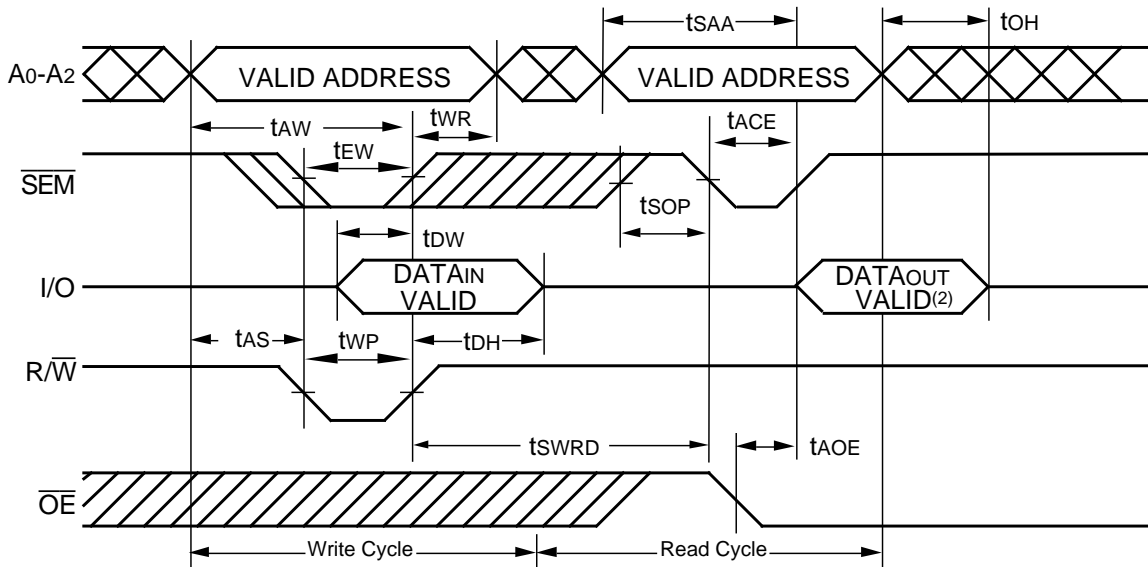 tSAA
tOH
A0-A2
VALID ADDRESS
VALID ADDRESS
tAW
tWR
tACE
tEW
SEM
tSOP
tDW
I/O
DATAIN
VALID
DATAOUT
VALID(2)
tAS
tWP
tDH
R/W
tSWRD
tAOE
OE
Write Cycle
Read Cycle